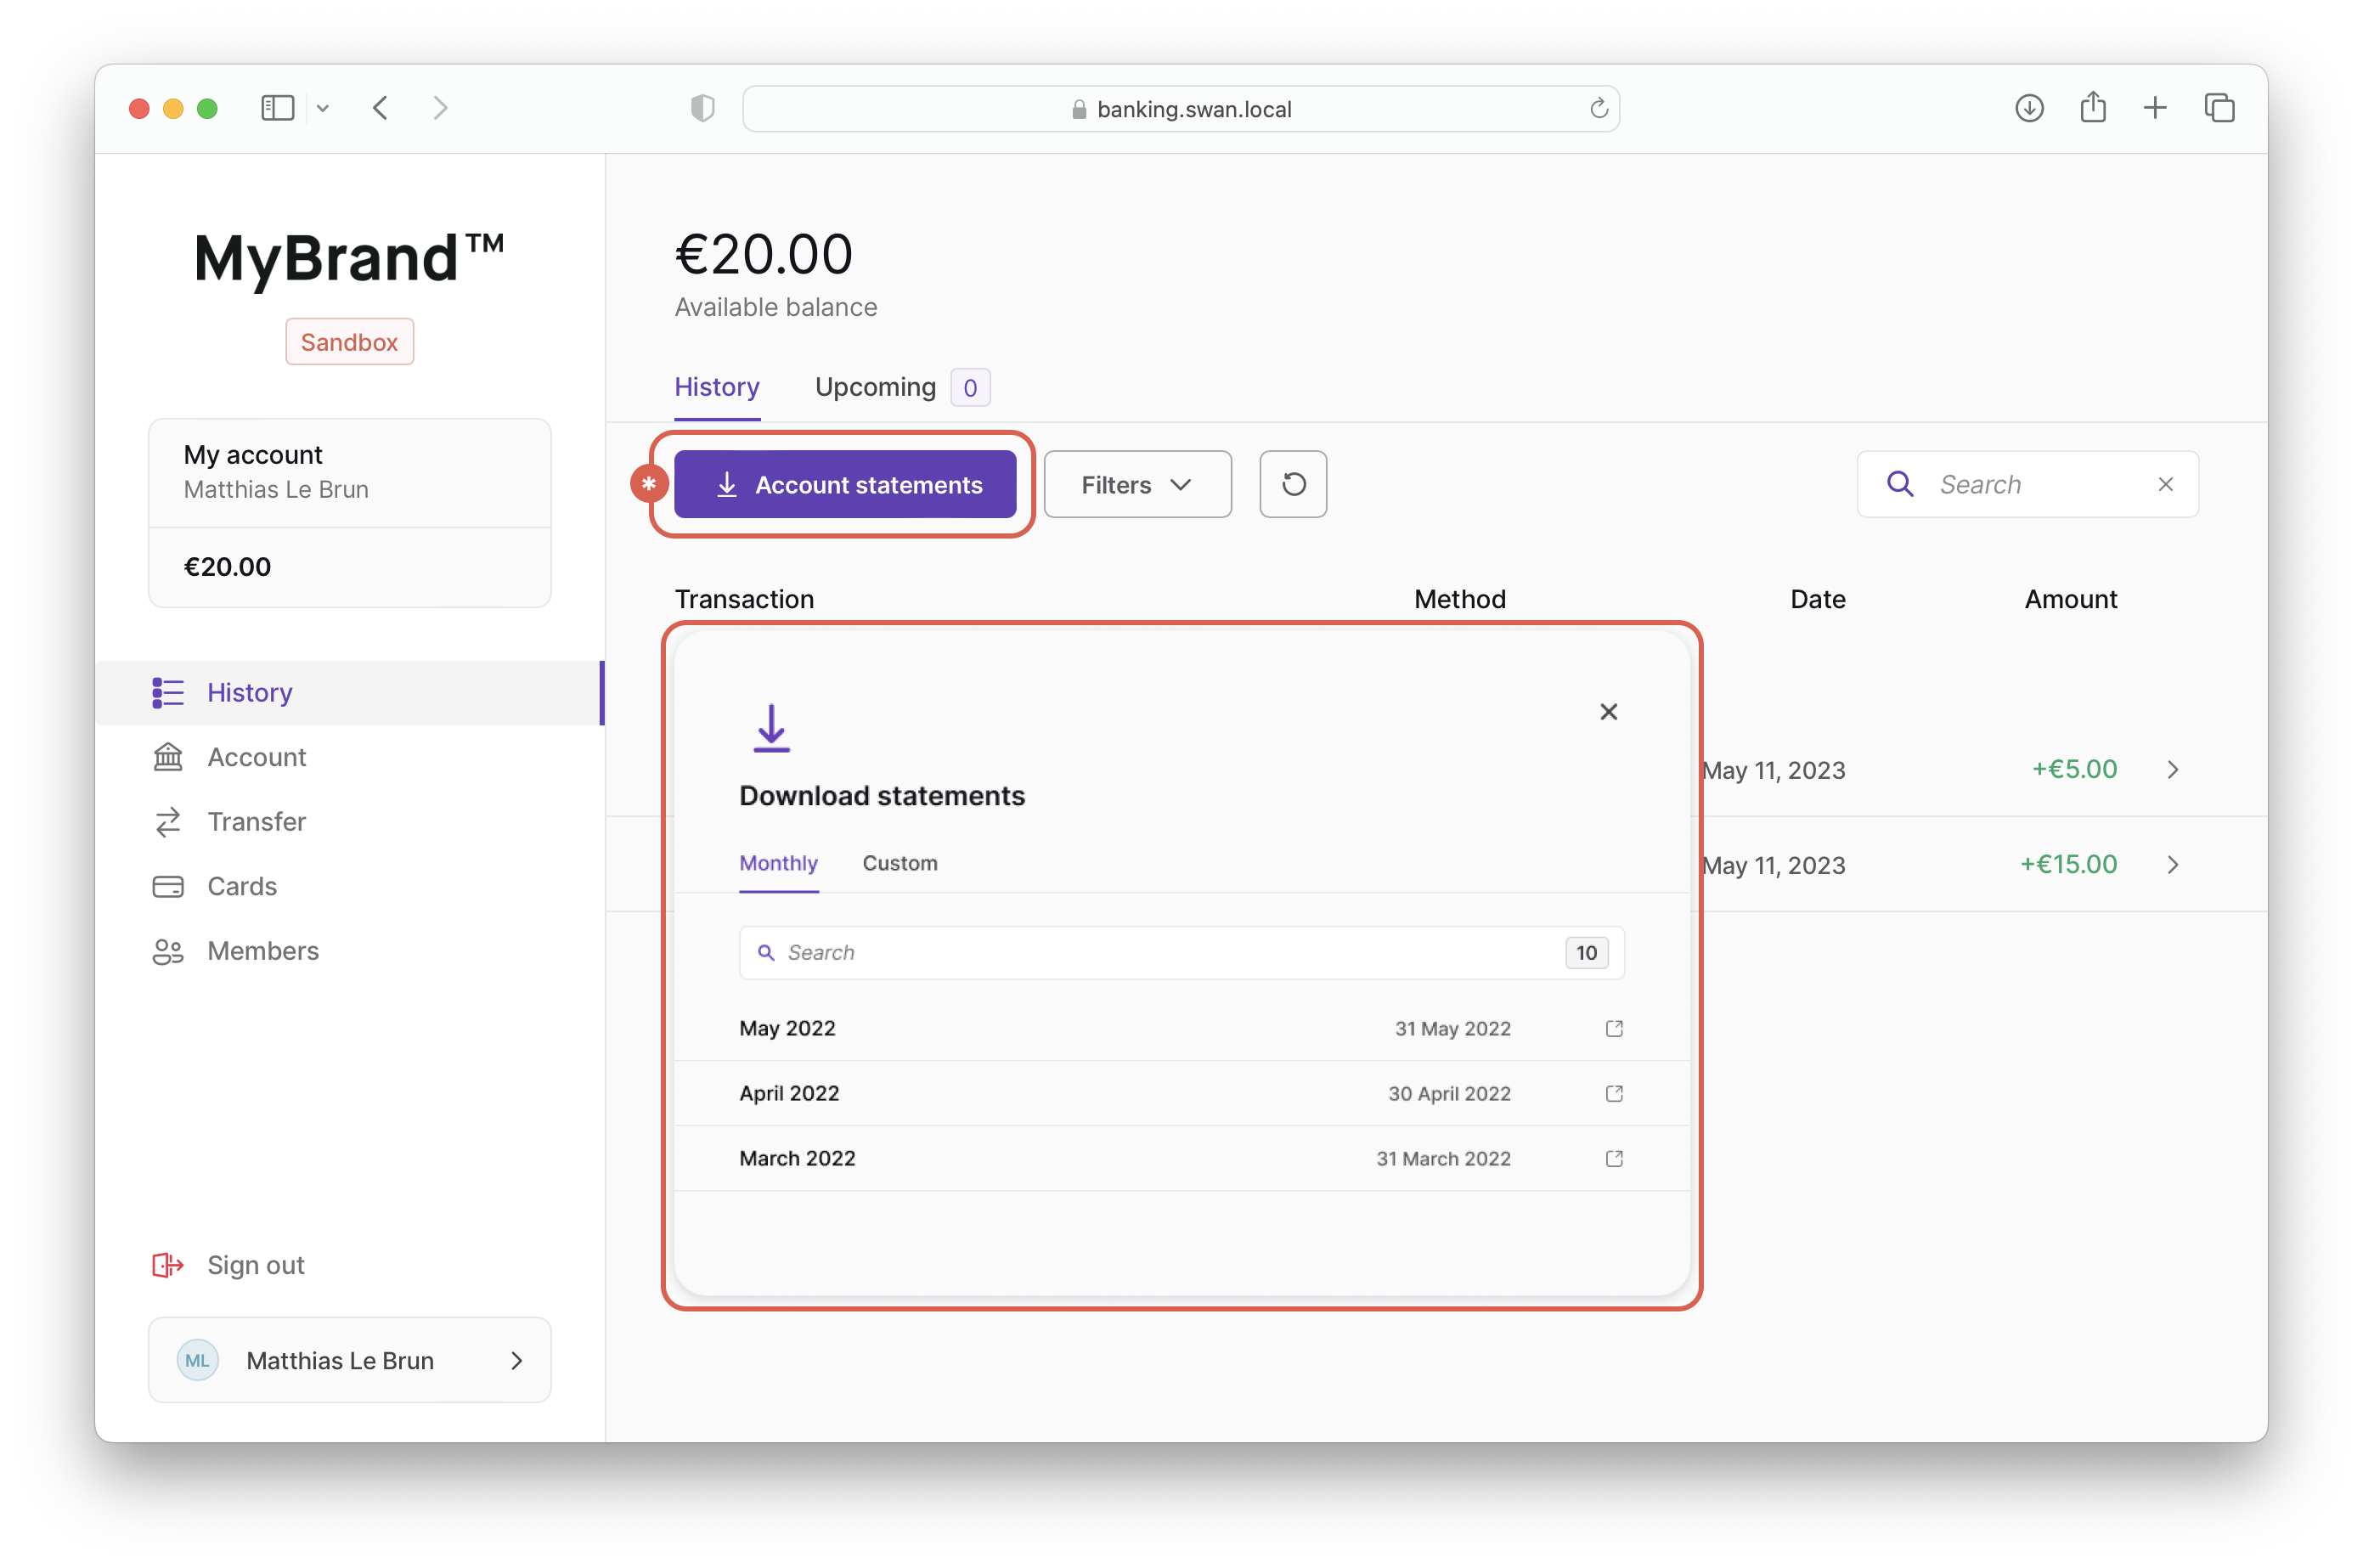 banking.swan.local
MyBrand™
Sandbox
My account
Matthias Le Brun
€20.00
History
Account
Transfer
Cards
Members
Sign out
ML Matthias Le Brun
€20.00
Available balance
History Upcoming 0
Account statements Filters Search
Transaction Method Date Amount
May 11, 2023 +€5.00
May 11, 2023 +€15.00
Download statements
Monthly Custom
Search 10
May 2022 31 May 2022
April 2022 30 April 2022
March 2022 31 March 2022